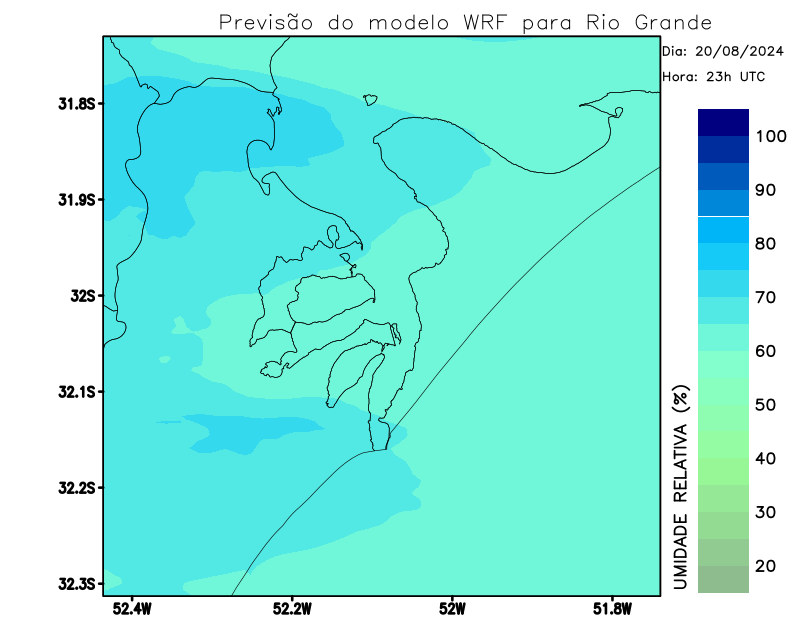 Previsão do modelo WRF para Rio Grande
Dia: 20/08/2024
Hora: 23h UTC
31.8S
31.9S
32S
32.1S
32.2S
32.3S
52.4W
52.2W
52W
51.8W
UMIDADE RELATIVA (%)
100
90
80
70
60
50
40
30
20